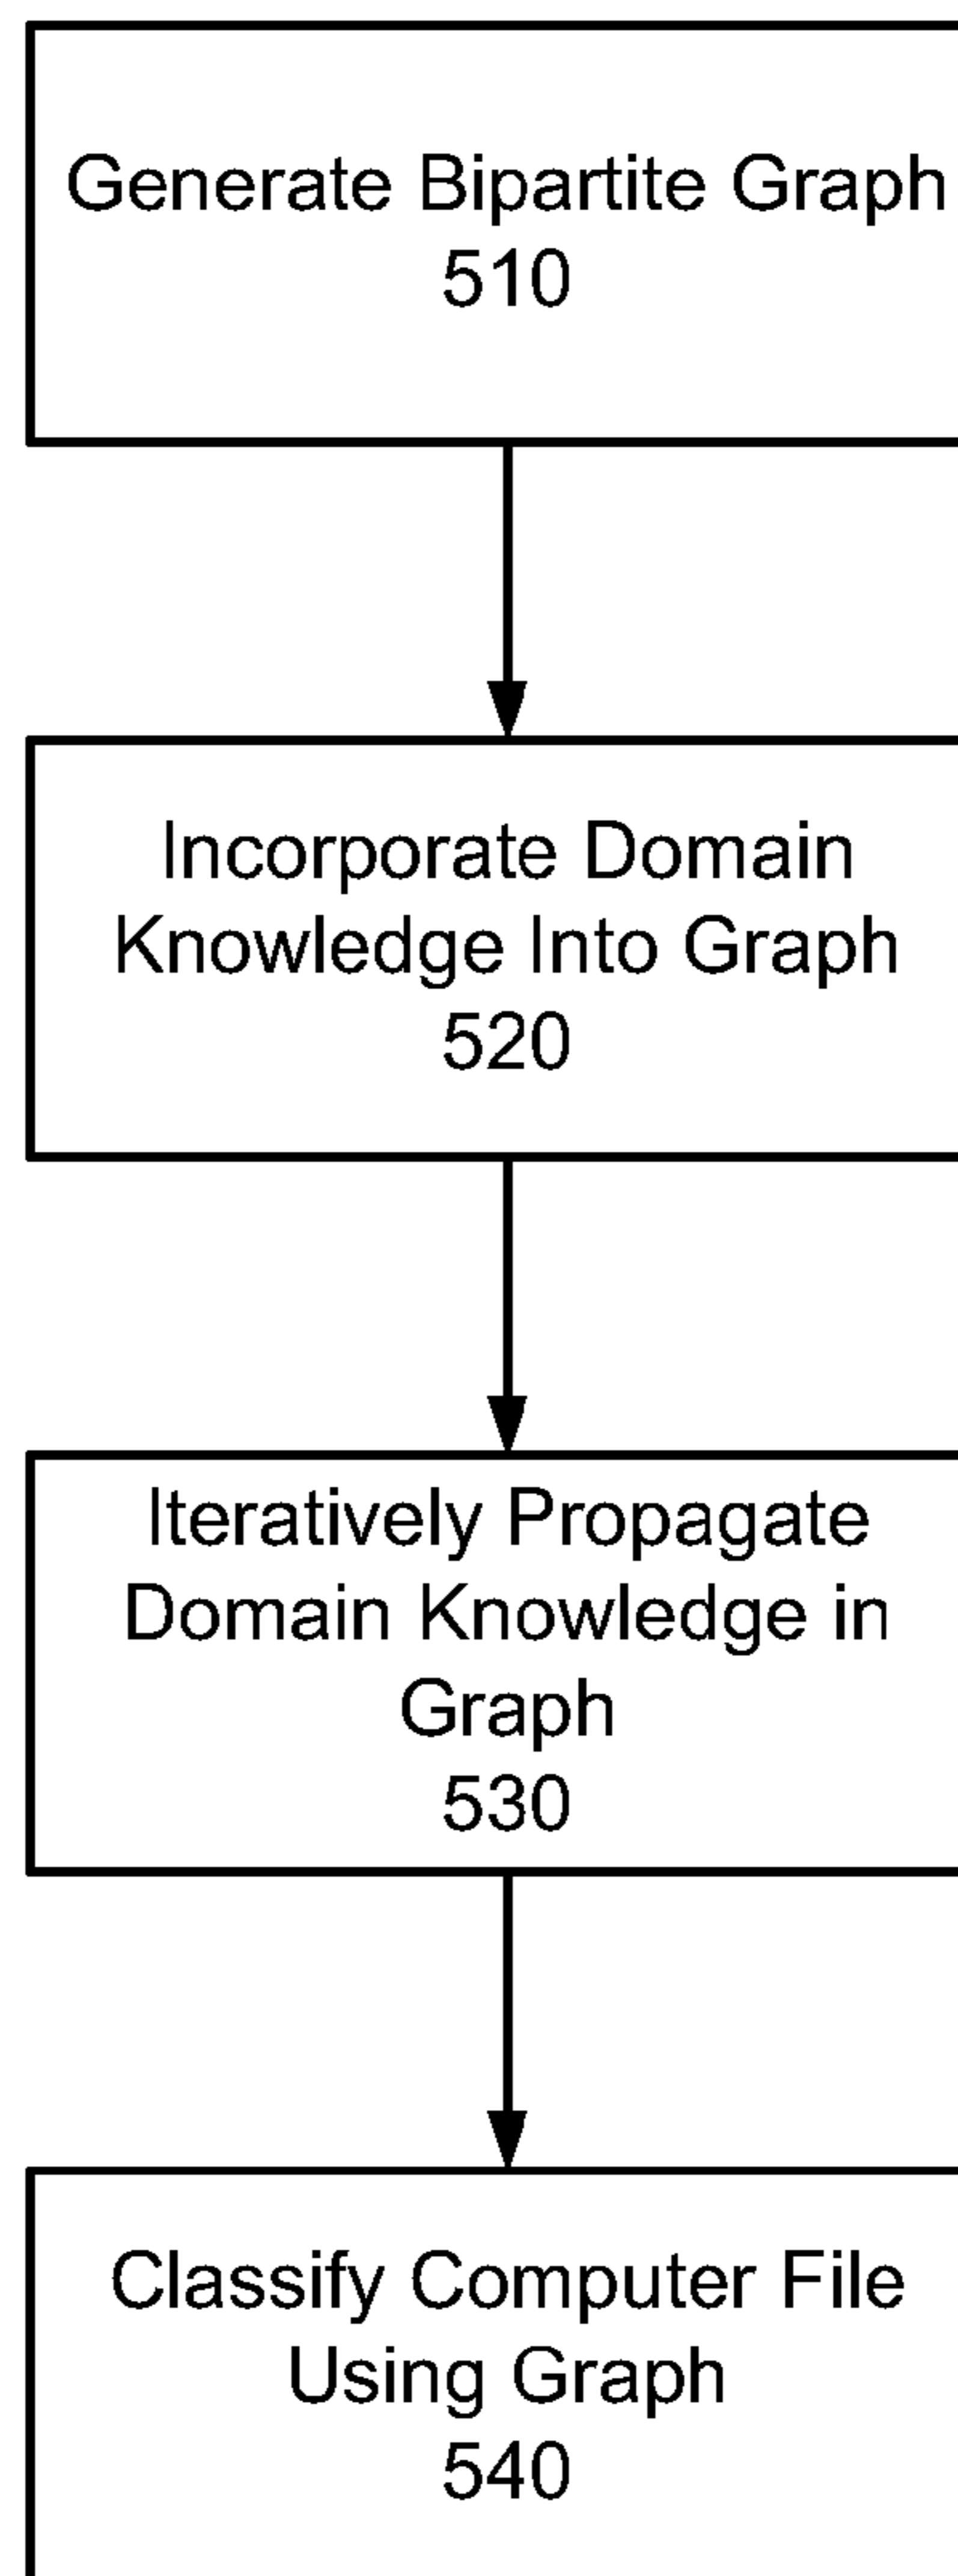 Generate Bipartite Graph
510
Incorporate Domain
Knowledge Into Graph
520
Iteratively Propagate
Domain Knowledge in
Graph
530
Classify Computer File
Using Graph
540